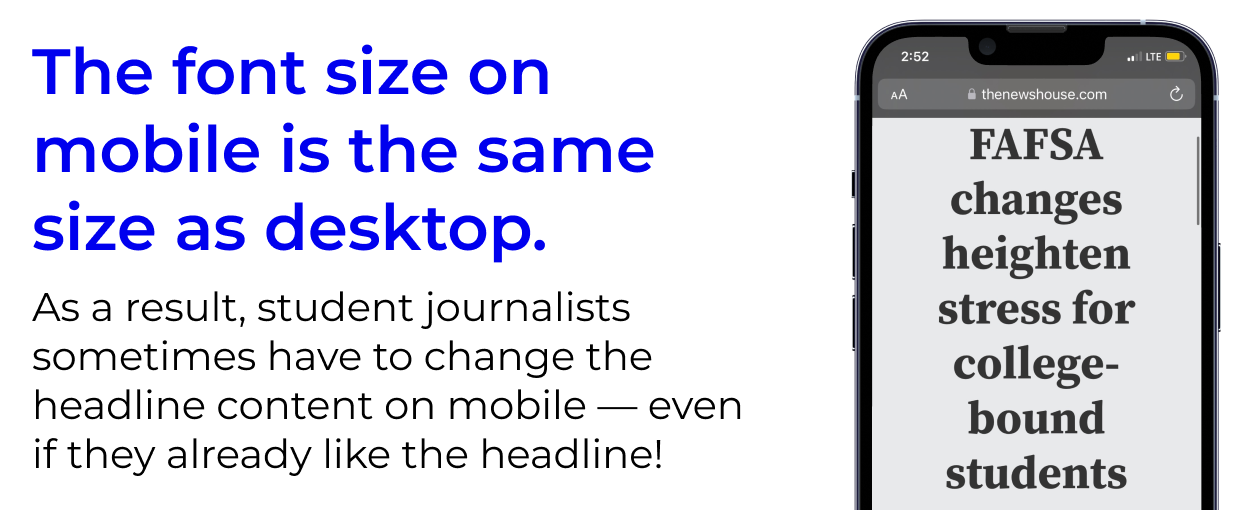 The font size on
mobile is the same
size as desktop.
As a result, student journalists
sometimes have to change the
headline content on mobile — even
if they already like the headline!
2:52
LTE
AA
thenewshouse.com
FAFSA
changes
heighten
stress for
college-
bound
students